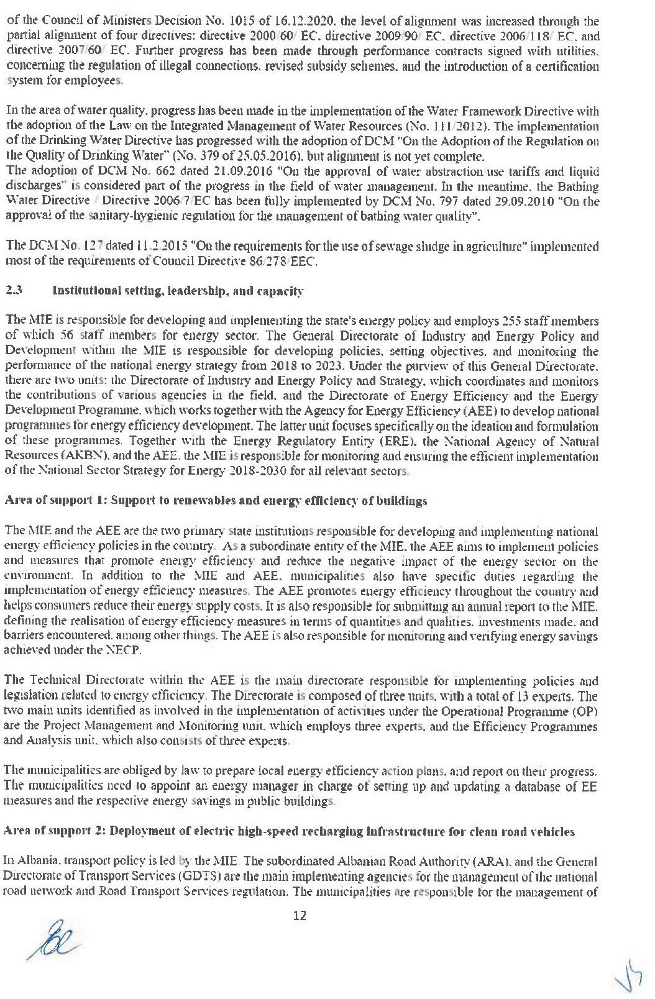 of the Council of Ministers Decision No. 1015 of 16.12.2020, the level of alignment was increased through the
partial alignment of four directives: directive 2000/60/ EC, directive 2009/90/ EC, directive 2006/118/ EC, and
directive 2007/60/ EC. Further progress has been made through performance contracts signed with utilities,
concerning the regulation of illegal connections, revised subsidy schemes, and the introduction of a certification
system for employees.
In the area of water quality, progress has been made in the implementation of the Water Framework Directive with
the adoption of the Law on the Integrated Management of Water Resources (No. 111/2012). The implementation
of the Drinking Water Directive has progressed with the adoption of DCM "On the Adoption of the Regulation on
the Quality of Drinking Water" (No. 379 of 25.05.2016), but alignment is not yet complete.
The adoption of DCM No. 662 dated 21.09.2016 "On the approval of water abstraction/use tariffs and liquid
discharges" is considered part of the progress in the field of water management. In the meantime, the Bathing
Water Directive / Directive 2006/7/EC has been fully implemented by DCM No. 797 dated 29.09.2010 "On the
approval of the sanitary-hygienic regulation for the management of bathing water quality".
The DCM No. 127 dated 11.2.2015 "On the requirements for the use of sewage sludge in agriculture" implemented
most of the requirements of Council Directive 86/278/EEC.
2.3 Institutional setting, leadership, and capacity
The MIE is responsible for developing and implementing the state's energy policy and employs 255 staff members
of which 56 staff members for energy sector. The General Directorate of Industry and Energy Policy and
Development within the MIE is responsible for developing policies, setting objectives, and monitoring the
performance of the national energy strategy from 2018 to 2023. Under the purview of this General Directorate,
there are two units: the Directorate of Industry and Energy Policy and Strategy, which coordinates and monitors
the contributions of various agencies in the field, and the Directorate of Energy Efficiency and the Energy
Development Programme, which works together with the Agency for Energy Efficiency (AEE) to develop national
programmes for energy efficiency development. The latter unit focuses specifically on the ideation and formulation
of these programmes. Together with the Energy Regulatory Entity (ERE), the National Agency of Natural
Resources (AKBN), and the AEE, the MIE is responsible for monitoring and ensuring the efficient implementation
of the National Sector Strategy for Energy 2018-2030 for all relevant sectors.
Area of support 1: Support to renewables and energy efficiency of buildings
The MIE and the AEE are the two primary state institutions responsible for developing and implementing national
energy efficiency policies in the country. As a subordinate entity of the MIE, the AEE aims to implement policies
and measures that promote energy efficiency and reduce the negative impact of the energy sector on the
environment. In addition to the MIE and AEE, municipalities also have specific duties regarding the
implementation of energy efficiency measures. The AEE promotes energy efficiency throughout the country and
helps consumers reduce their energy supply costs. It is also responsible for submitting an annual report to the MIE,
defining the realisation of energy efficiency measures in terms of quantities and qualities, investments made, and
barriers encountered, among other things. The AEE is also responsible for monitoring and verifying energy savings
achieved under the NECP.
The Technical Directorate within the AEE is the main directorate responsible for implementing policies and
legislation related to energy efficiency. The Directorate is composed of three units, with a total of 13 experts. The
two main units identified as involved in the implementation of activities under the Operational Programme (OP)
are the Project Management and Monitoring unit, which employs three experts, and the Efficiency Programmes
and Analysis unit, which also consists of three experts.
The municipalities are obliged by law to prepare local energy efficiency action plans, and report on their progress.
The municipalities need to appoint an energy manager in charge of setting up and updating a database of EE
measures and the respective energy savings in public buildings.
Area of support 2: Deployment of electric high-speed recharging infrastructure for clean road vehicles
In Albania, transport policy is led by the MIE. The subordinated Albanian Road Authority (ARA), and the General
Directorate of Transport Services (GDTS) are the main implementing agencies for the management of the national
road network and Road Transport Services regulation. The municipalities are responsible for the management of
12